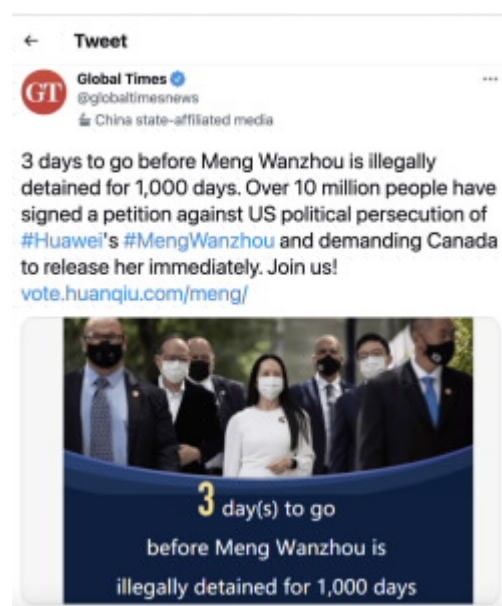 Tweet
GT
Global Times
@globaltimesnews
China state-affiliated media
3 days to go before Meng Wanzhou is illegally
detained for 1,000 days. Over 10 million people have
signed a petition against US political persecution of
#Huawei's #MengWanzhou and demanding Canada
to release her immediately. Join us!
vote.huanqiu.com/meng/
3 day(s) to go
before Meng Wanzhou is
illegally detained for 1,000 days